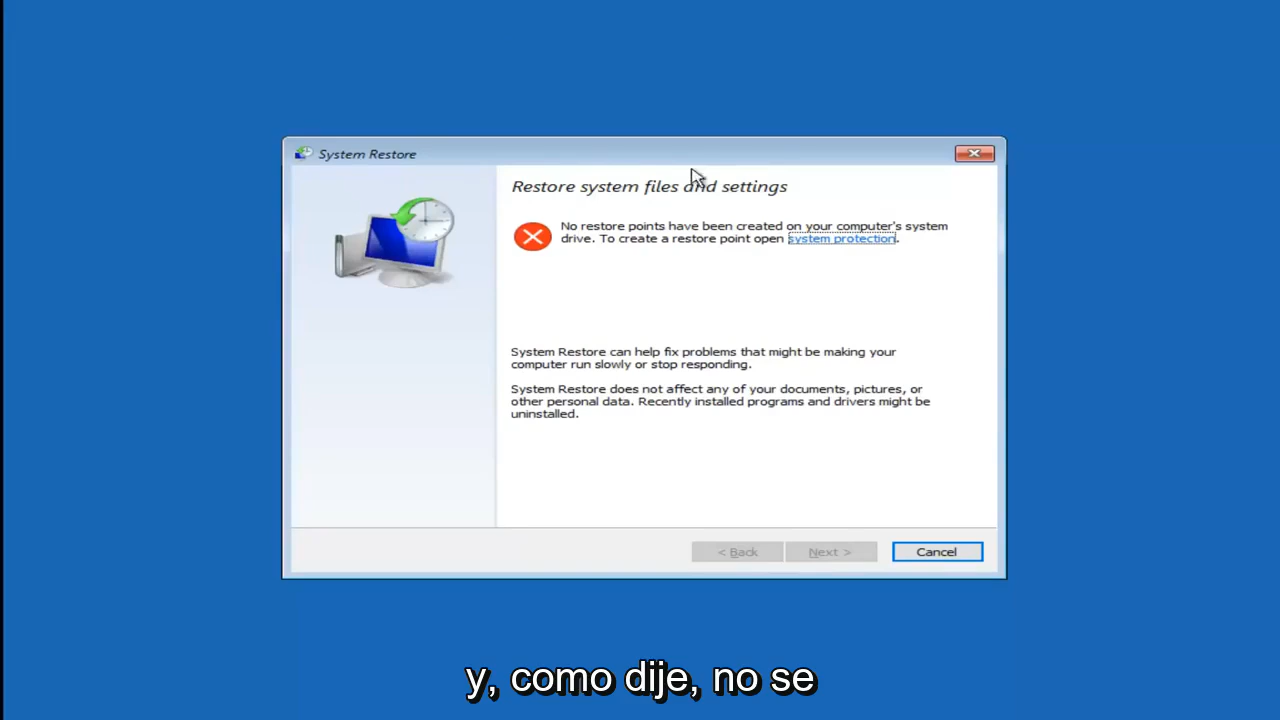 System Restore
Restore system files and settings
No restore points have been created on your computer's system
drive. To create a restore point open system protection.
System Restore can help fix problems that might be making your
computer run slowly or stop responding.
System Restore does not affect any of your documents, pictures, or
other personal data. Recently installed programs and drivers might be
uninstalled.
< Back Next > Cancel
y, como dije, no se